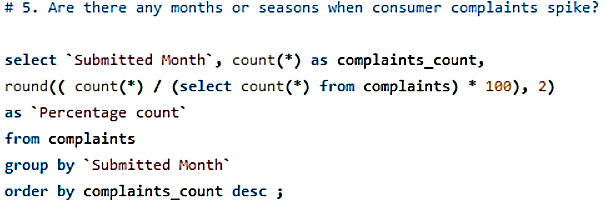 # 5. Are there any months or seasons when consumer complaints spike?
select `Submitted Month`, count(*) as complaints_count,
round(( count(*) / (select count(*) from complaints) * 100), 2)
as `Percentage count`
from complaints
group by `Submitted Month`
order by complaints_count desc ;